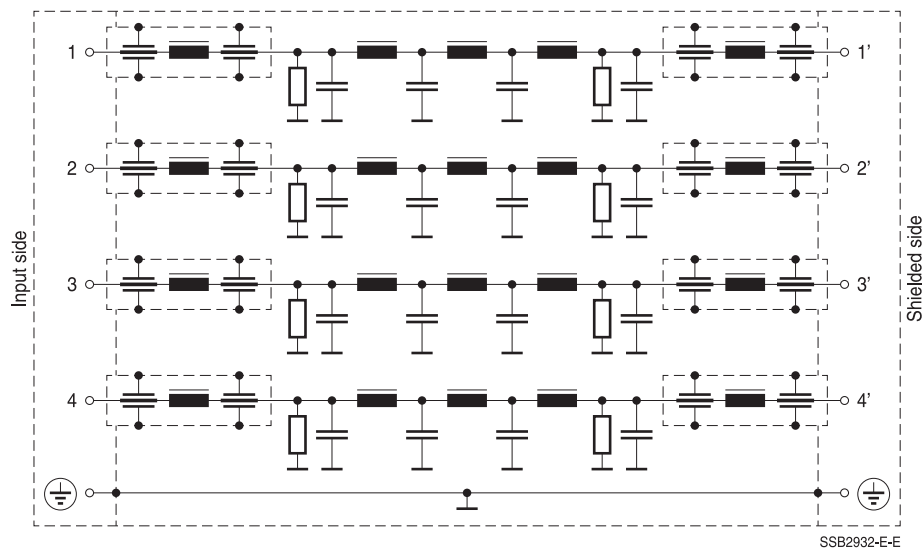 1 1'
2 2'
Input side
Shielded side
3 3'
4 4'
SSB2932-E-E